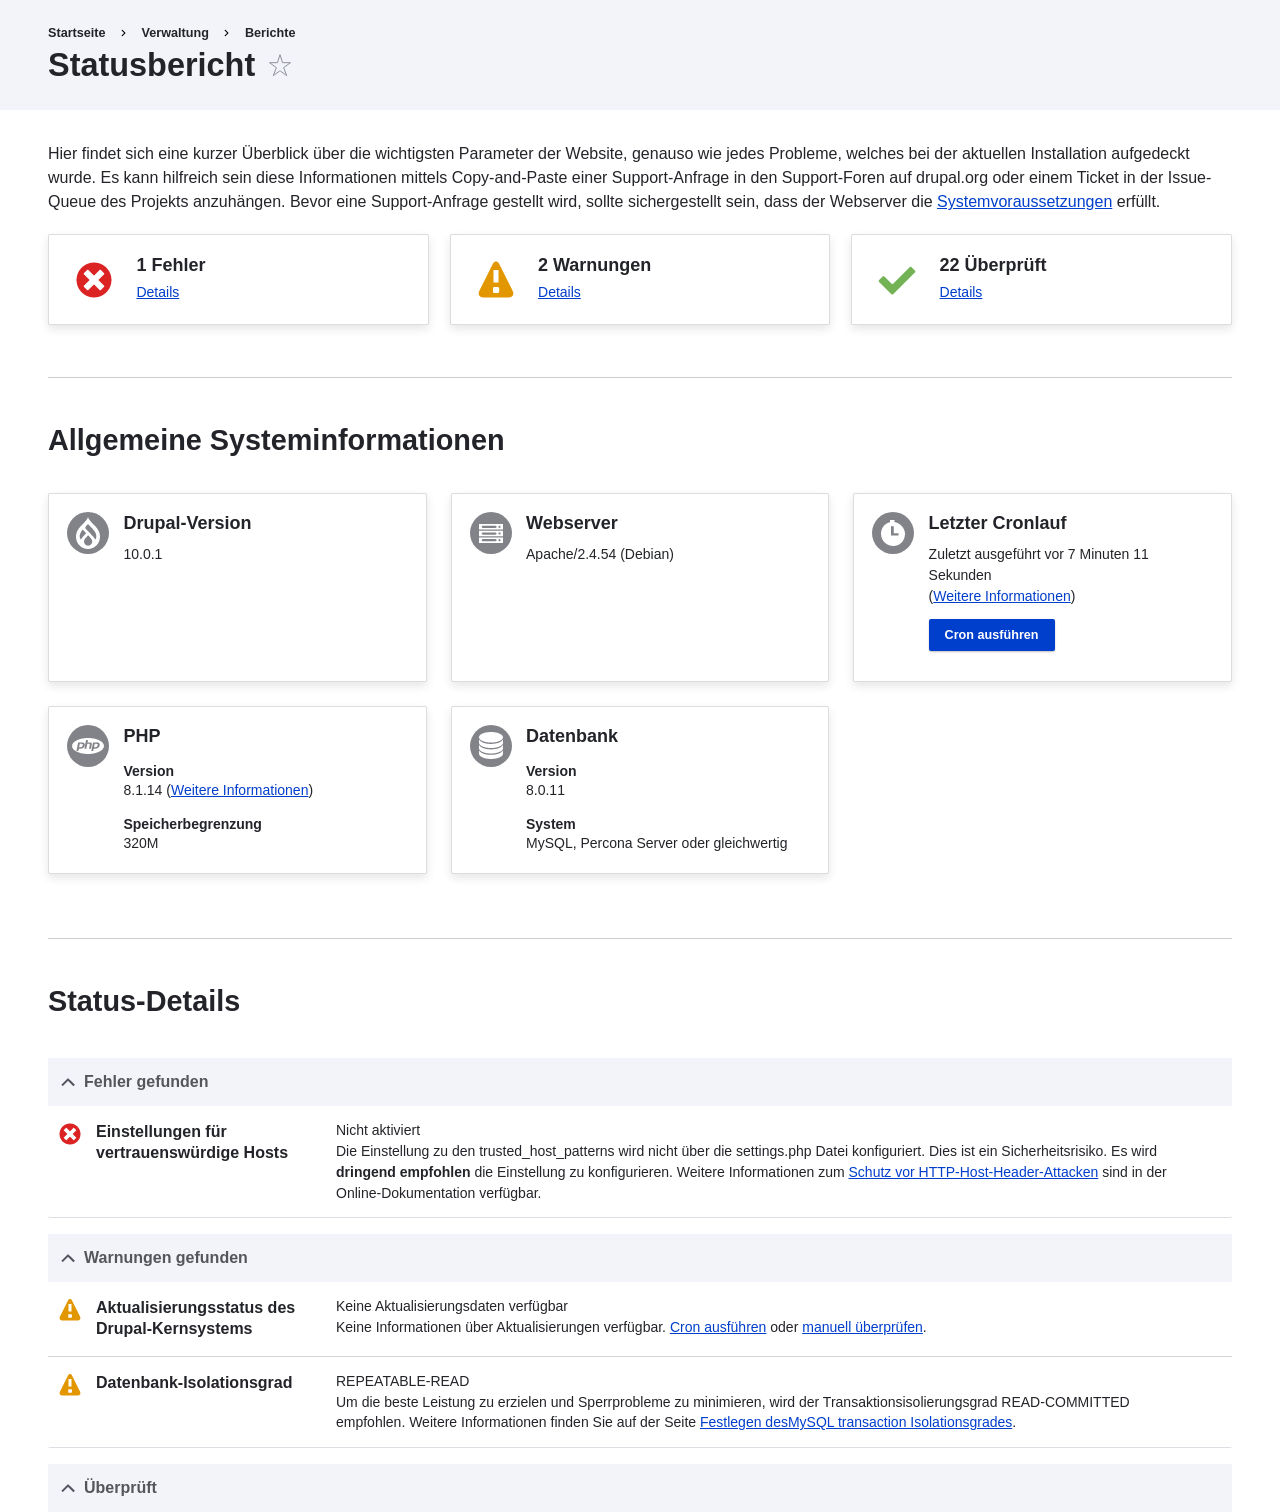 Startseite > Verwaltung > Berichte
Statusbericht
Hier findet sich eine kurzer Überblick über die wichtigsten Parameter der Website, genauso wie jedes Probleme, welches bei der aktuellen Installation aufgedeckt
wurde. Es kann hilfreich sein diese Informationen mittels Copy-and-Paste einer Support-Anfrage in den Support-Foren auf drupal.org oder einem Ticket in der Issue-
Queue des Projekts anzuhängen. Bevor eine Support-Anfrage gestellt wird, sollte sichergestellt sein, dass der Webserver die Systemvoraussetzungen erfüllt.
1 Fehler
Details
2 Warnungen
Details
22 Überprüft
Details
Allgemeine Systeminformationen
Drupal-Version
10.0.1
Webserver
Apache/2.4.54 (Debian)
Letzter Cronlauf
Zuletzt ausgeführt vor 7 Minuten 11
Sekunden
(Weitere Informationen)
Cron ausführen
php
PHP
Version
8.1.14 (Weitere Informationen)
Speicherbegrenzung
320M
Datenbank
Version
8.0.11
System
MySQL, Percona Server oder gleichwertig
Status-Details
Fehler gefunden
Einstellungen für
vertrauenswürdige Hosts
Nicht aktiviert
Die Einstellung zu den trusted_host_patterns wird nicht über die settings.php Datei konfiguriert. Dies ist ein Sicherheitsrisiko. Es wird
dringend empfohlen die Einstellung zu konfigurieren. Weitere Informationen zum Schutz vor HTTP-Host-Header-Attacken sind in der
Online-Dokumentation verfügbar.
Warnungen gefunden
Aktualisierungsstatus des
Drupal-Kernsystems
Keine Aktualisierungsdaten verfügbar
Keine Informationen über Aktualisierungen verfügbar. Cron ausführen oder manuell überprüfen.
Datenbank-Isolationsgrad
REPEATABLE-READ
Um die beste Leistung zu erzielen und Sperrprobleme zu minimieren, wird der Transaktionsisolierungsgrad READ-COMMITTED
empfohlen. Weitere Informationen finden Sie auf der Seite Festlegen desMySQL transaction Isolationsgrades.
Überprüft